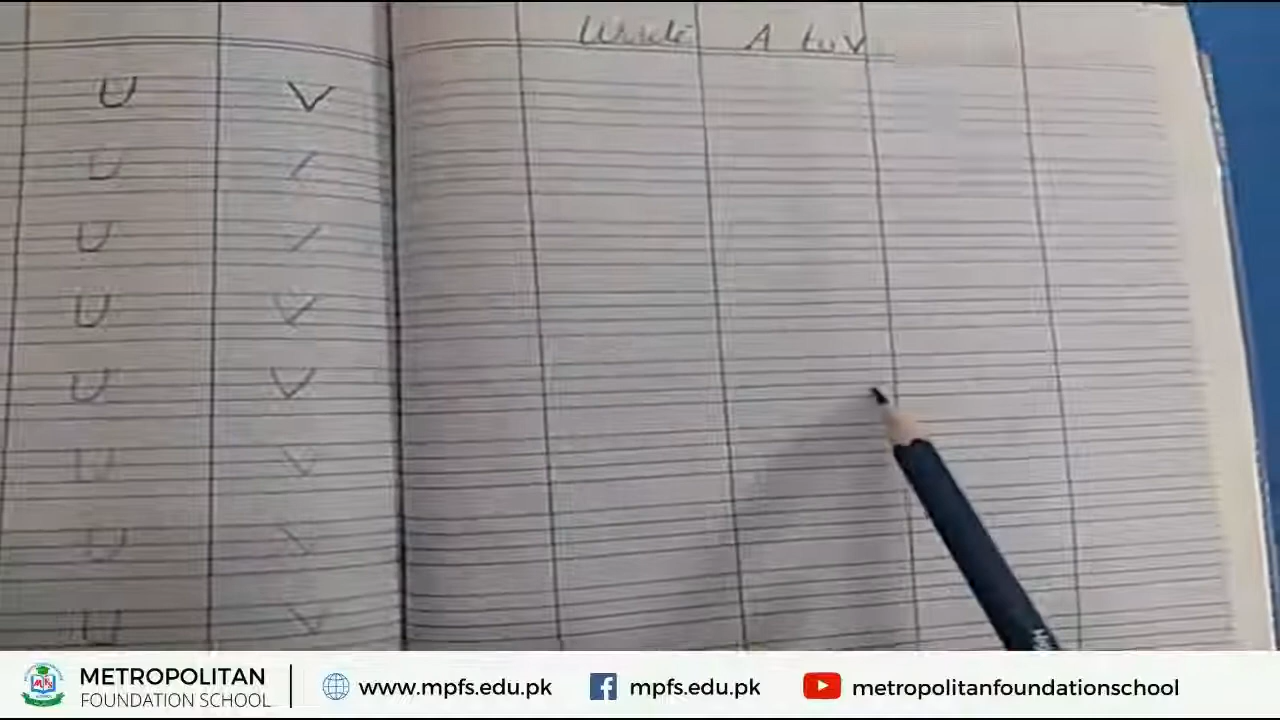 Write A to V
U V
U /
U /
U V
U V
U V
U \
U V
METROPOLITAN
FOUNDATION SCHOOL
www.mpfs.edu.pk
mpfs.edu.pk
metropolitanfoundationschool